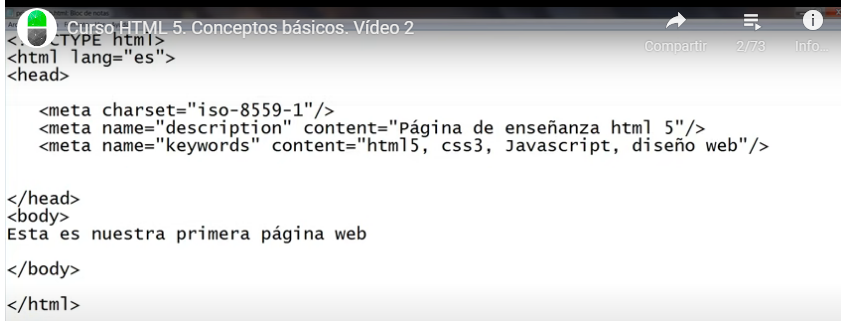 Curso HTML 5. Conceptos básicos. Vídeo 2
Compartir
2/73
Info...
CTYPE html>
<html lang="es">
<head>
<meta charset="iso-8859-1"/>
<meta name="description" content="Página de enseñanza html 5"/>
<meta name="keywords" content="html5, css3, Javascript, diseño web"/>
</head>
<body>
Esta es nuestra primera página web
</body>
</html>